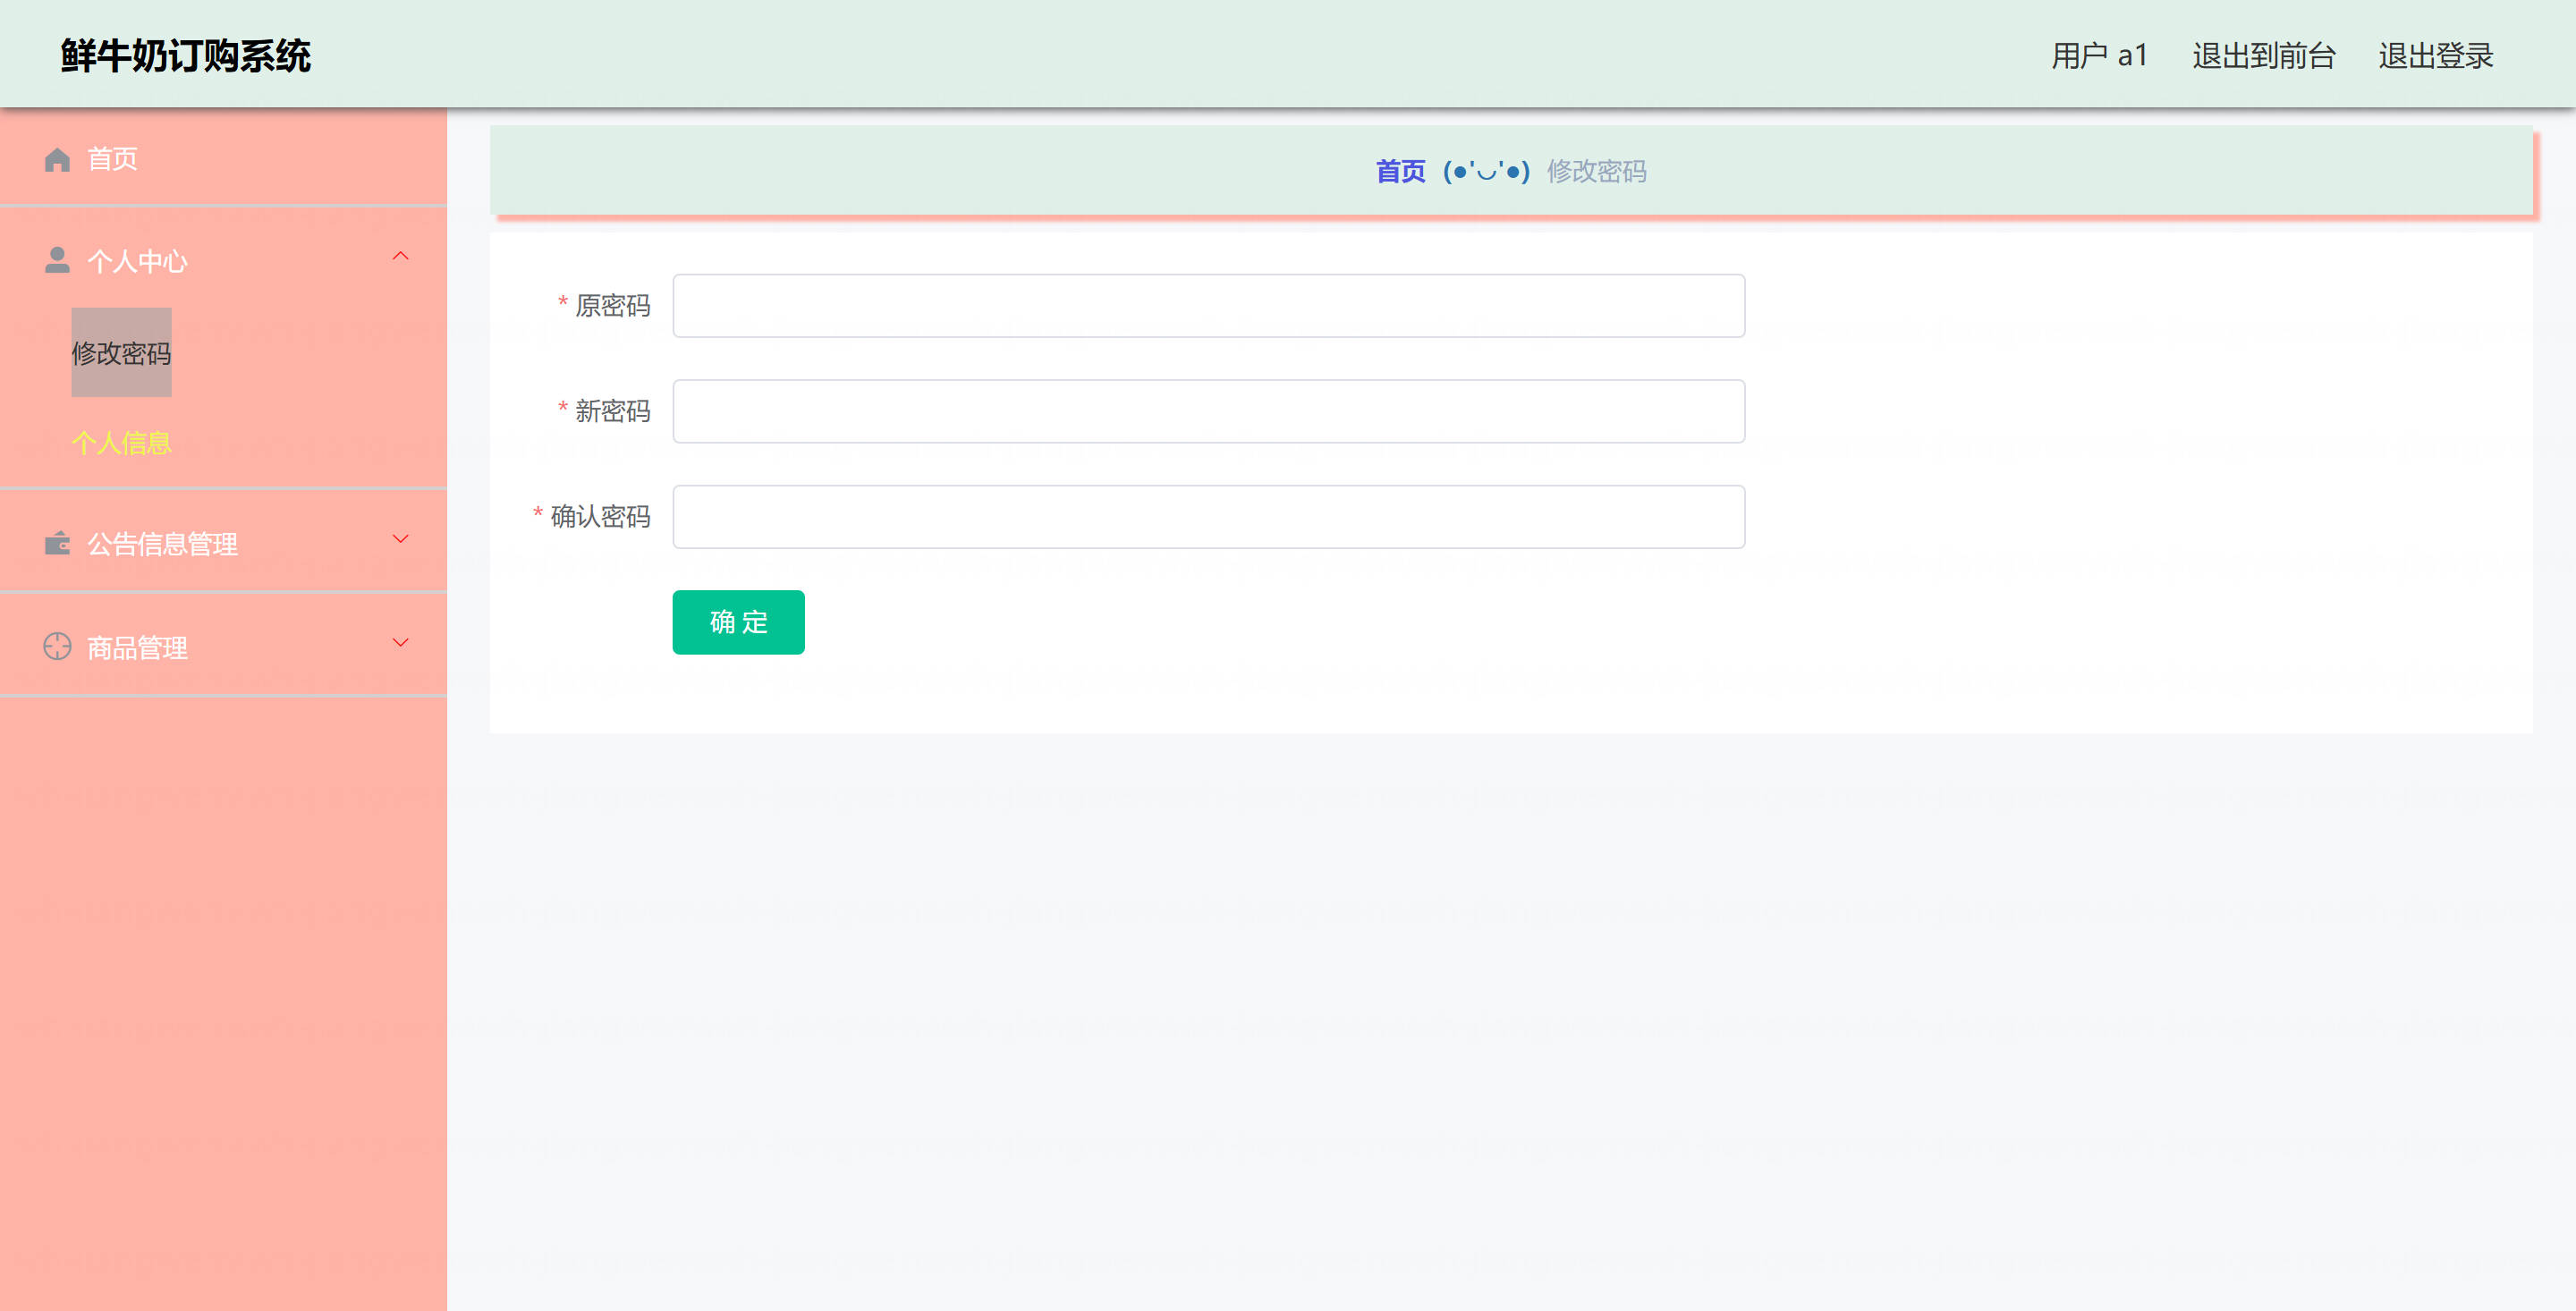 鲜牛奶订购系统
用户 a1 退出到前台 退出登录
首页
个人中心
修改密码
个人信息
公告信息管理
商品管理
首页 (●'◡'●) 修改密码
* 原密码
* 新密码
* 确认密码
确 定